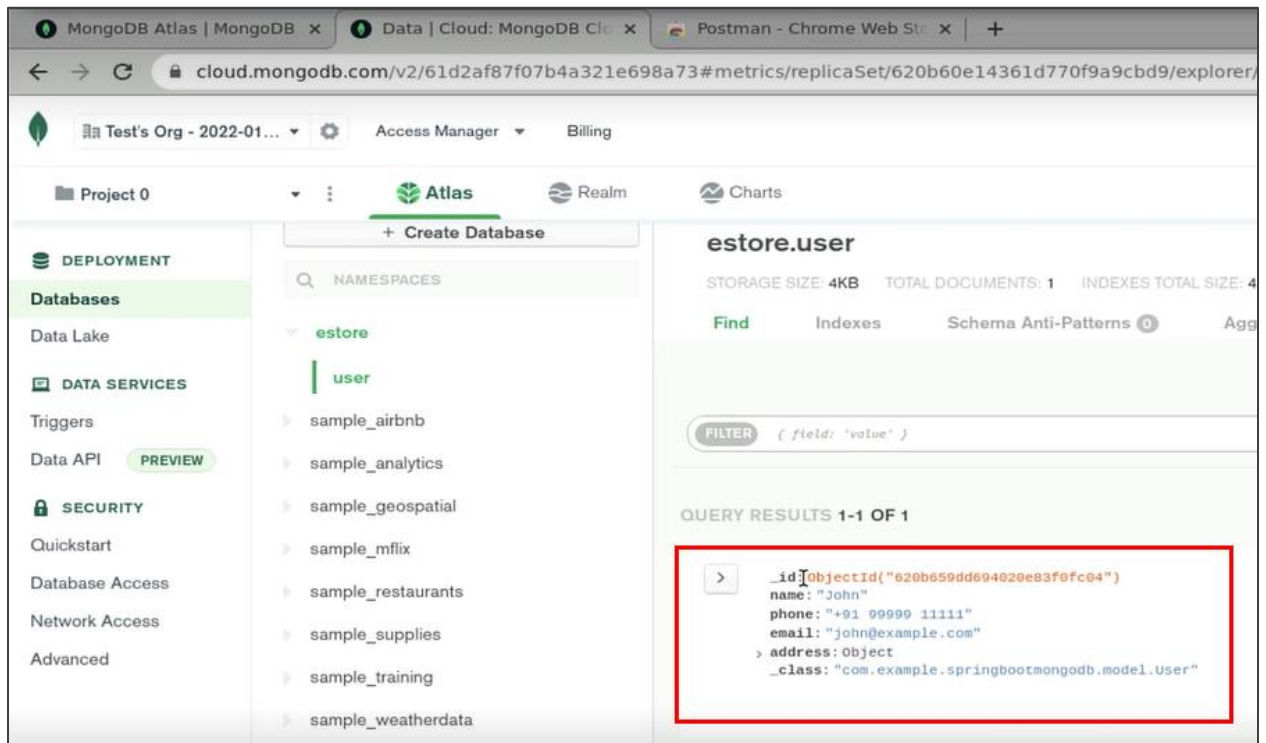 MongoDB Atlas | MongoDB
Data | Cloud: MongoDB Clo
Postman - Chrome Web Sto
cloud.mongodb.com/v2/61d2af87f07b4a321e698a73#metrics/replicaSet/620b60e14361d770f9a9cbd9/explorer/
Test's Org - 2022-01...
Access Manager
Billing
Project 0
Atlas
Realm
Charts
DEPLOYMENT
Databases
Data Lake
DATA SERVICES
Triggers
Data API PREVIEW
SECURITY
Quickstart
Database Access
Network Access
Advanced
+ Create Database
NAMESPACES
estore
user
sample_airbnb
sample_analytics
sample_geospatial
sample_mflix
sample_restaurants
sample_supplies
sample_training
sample_weatherdata
estore.user
STORAGE SIZE: 4KB TOTAL DOCUMENTS: 1 INDEXES TOTAL SIZE: 4
Find Indexes Schema Anti-Patterns 0 Agg
FILTER { field: 'value' }
QUERY RESULTS 1-1 OF 1
_id:ObjectId("620b659dd694020e83f0fc04")
name: "John"
phone: "+91 99999 11111"
email: "john@example.com"
address: Object
_class: "com.example.springbootmongodb.model.User"